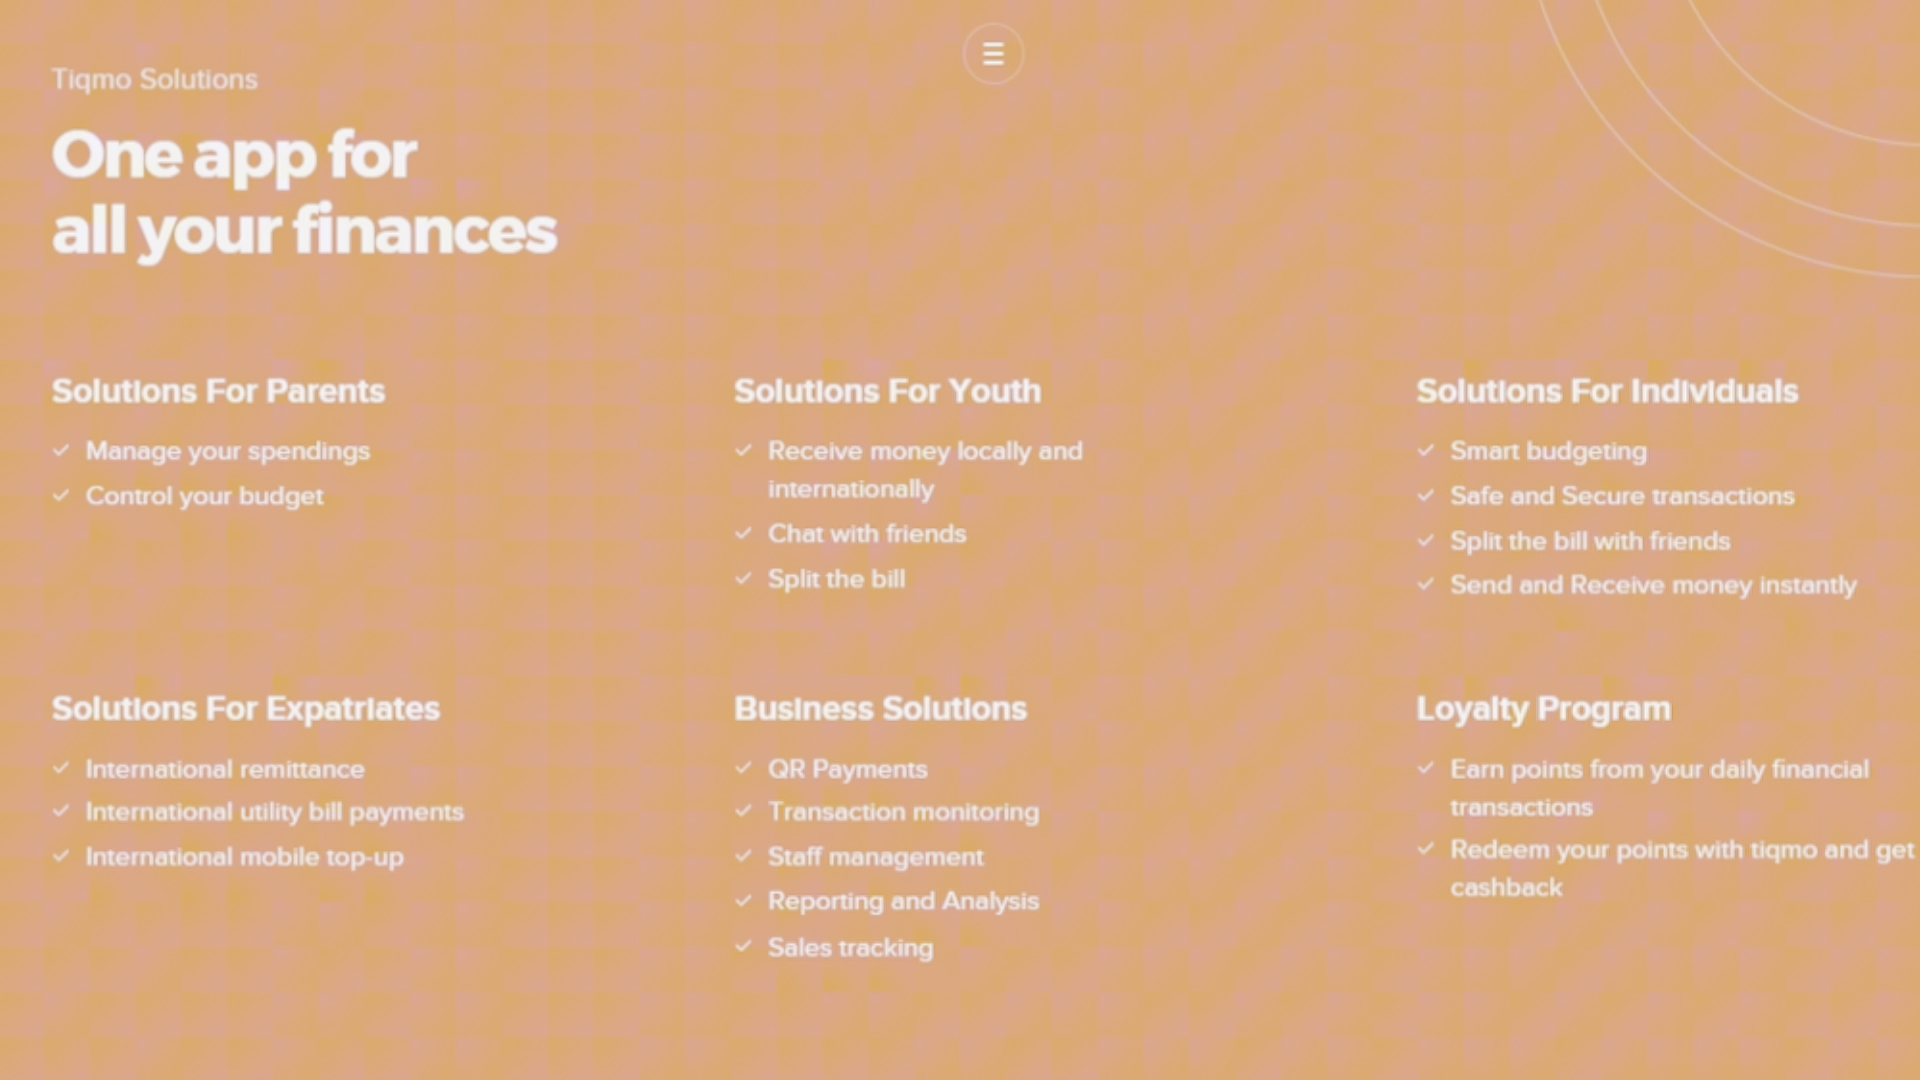 Tiqmo Solutions
One app for
all your finances
Solutions For Parents
Manage your spendings
Control your budget
Solutions For Youth
Receive money locally and
internationally
Chat with friends
Split the bill
Solutions For Individuals
Smart budgeting
Safe and Secure transactions
Split the bill with friends
Send and Receive money instantly
Solutions For Expatriates
International remittance
International utility bill payments
International mobile top-up
Business Solutions
QR Payments
Transaction monitoring
Staff management
Reporting and Analysis
Sales tracking
Loyalty Program
Earn points from your daily financial
transactions
Redeem your points with tiqmo and get
cashback